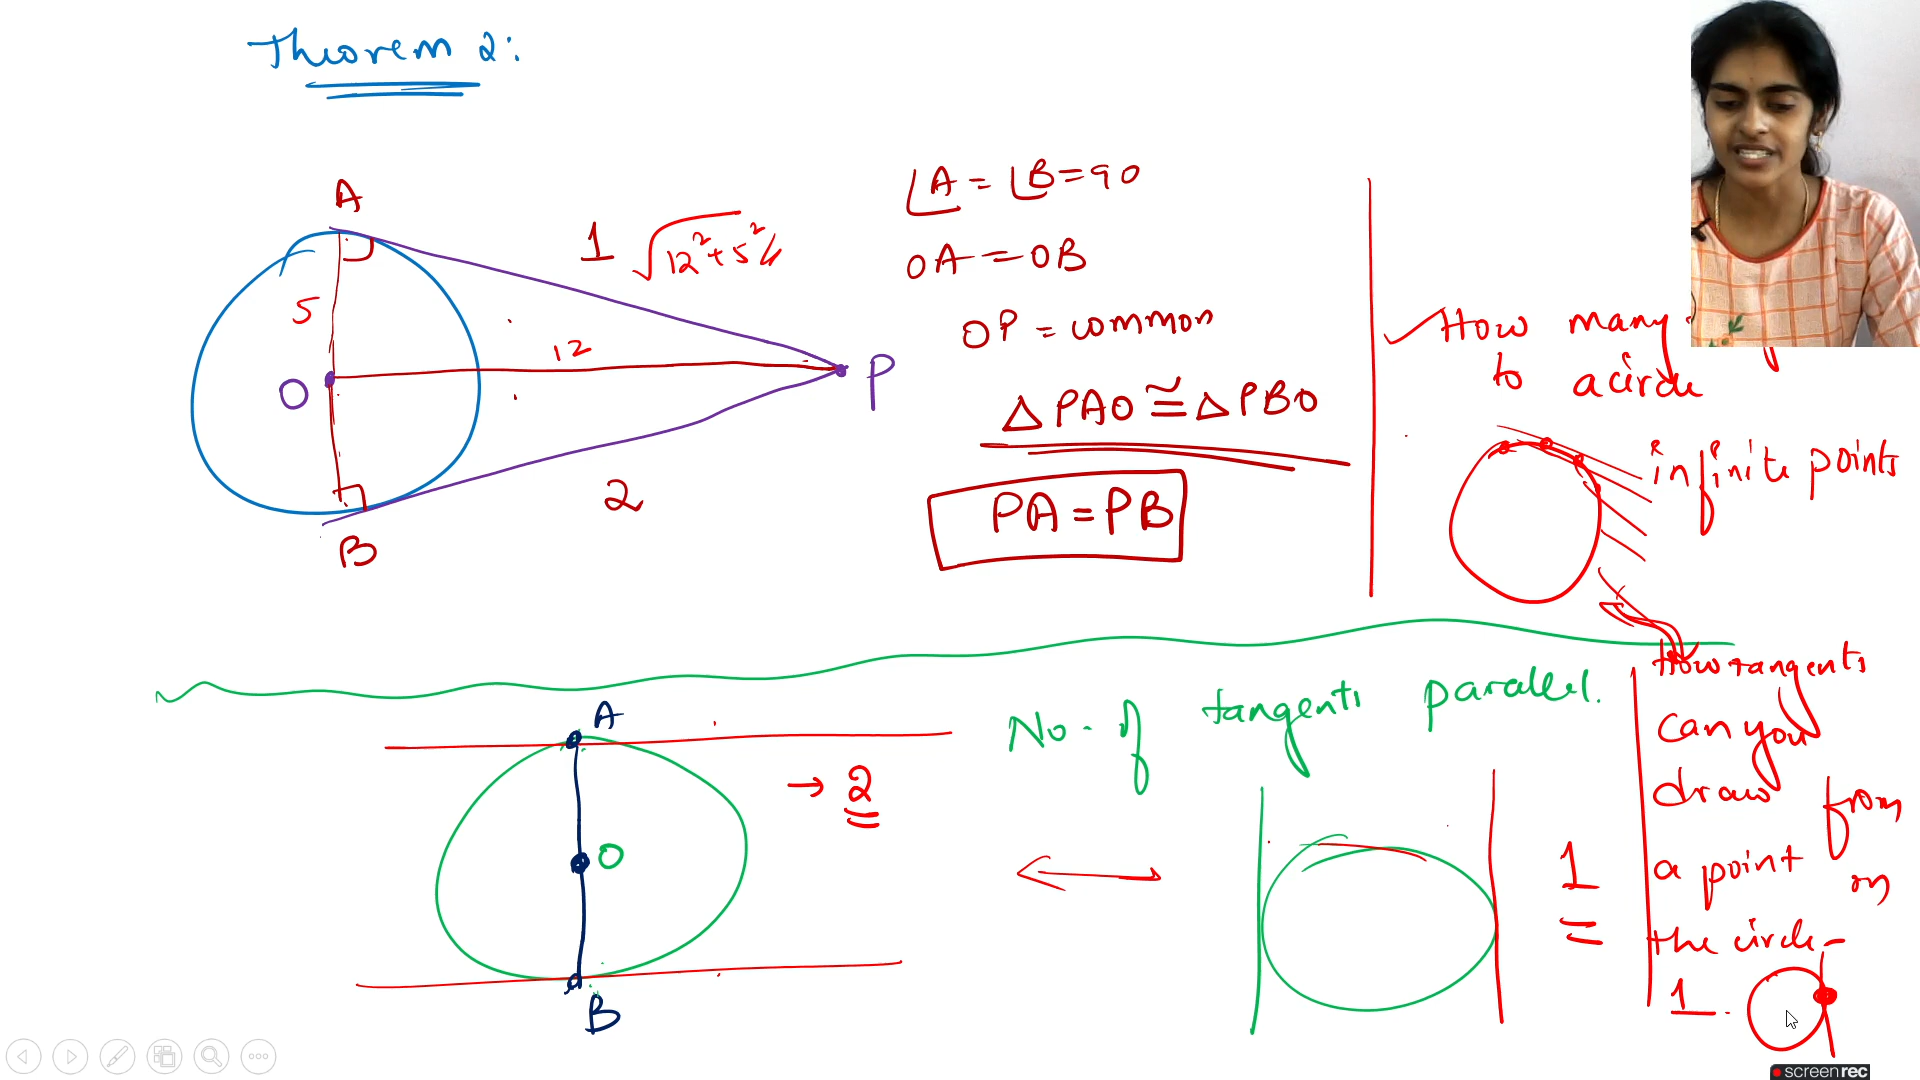 Theorem 2:
A
1
√12²+5²
5
12
O
P
2
B
∠A = ∠B = 90
OA = OB
OP = common
△ PAO ≅ △ PBO
PA = PB
How many
to a circle
infinite points
No. of tangents parallel.
A
→ 2
O
B
1
How tangents
can you
draw from
a point on
the circle-
1.
screenrec